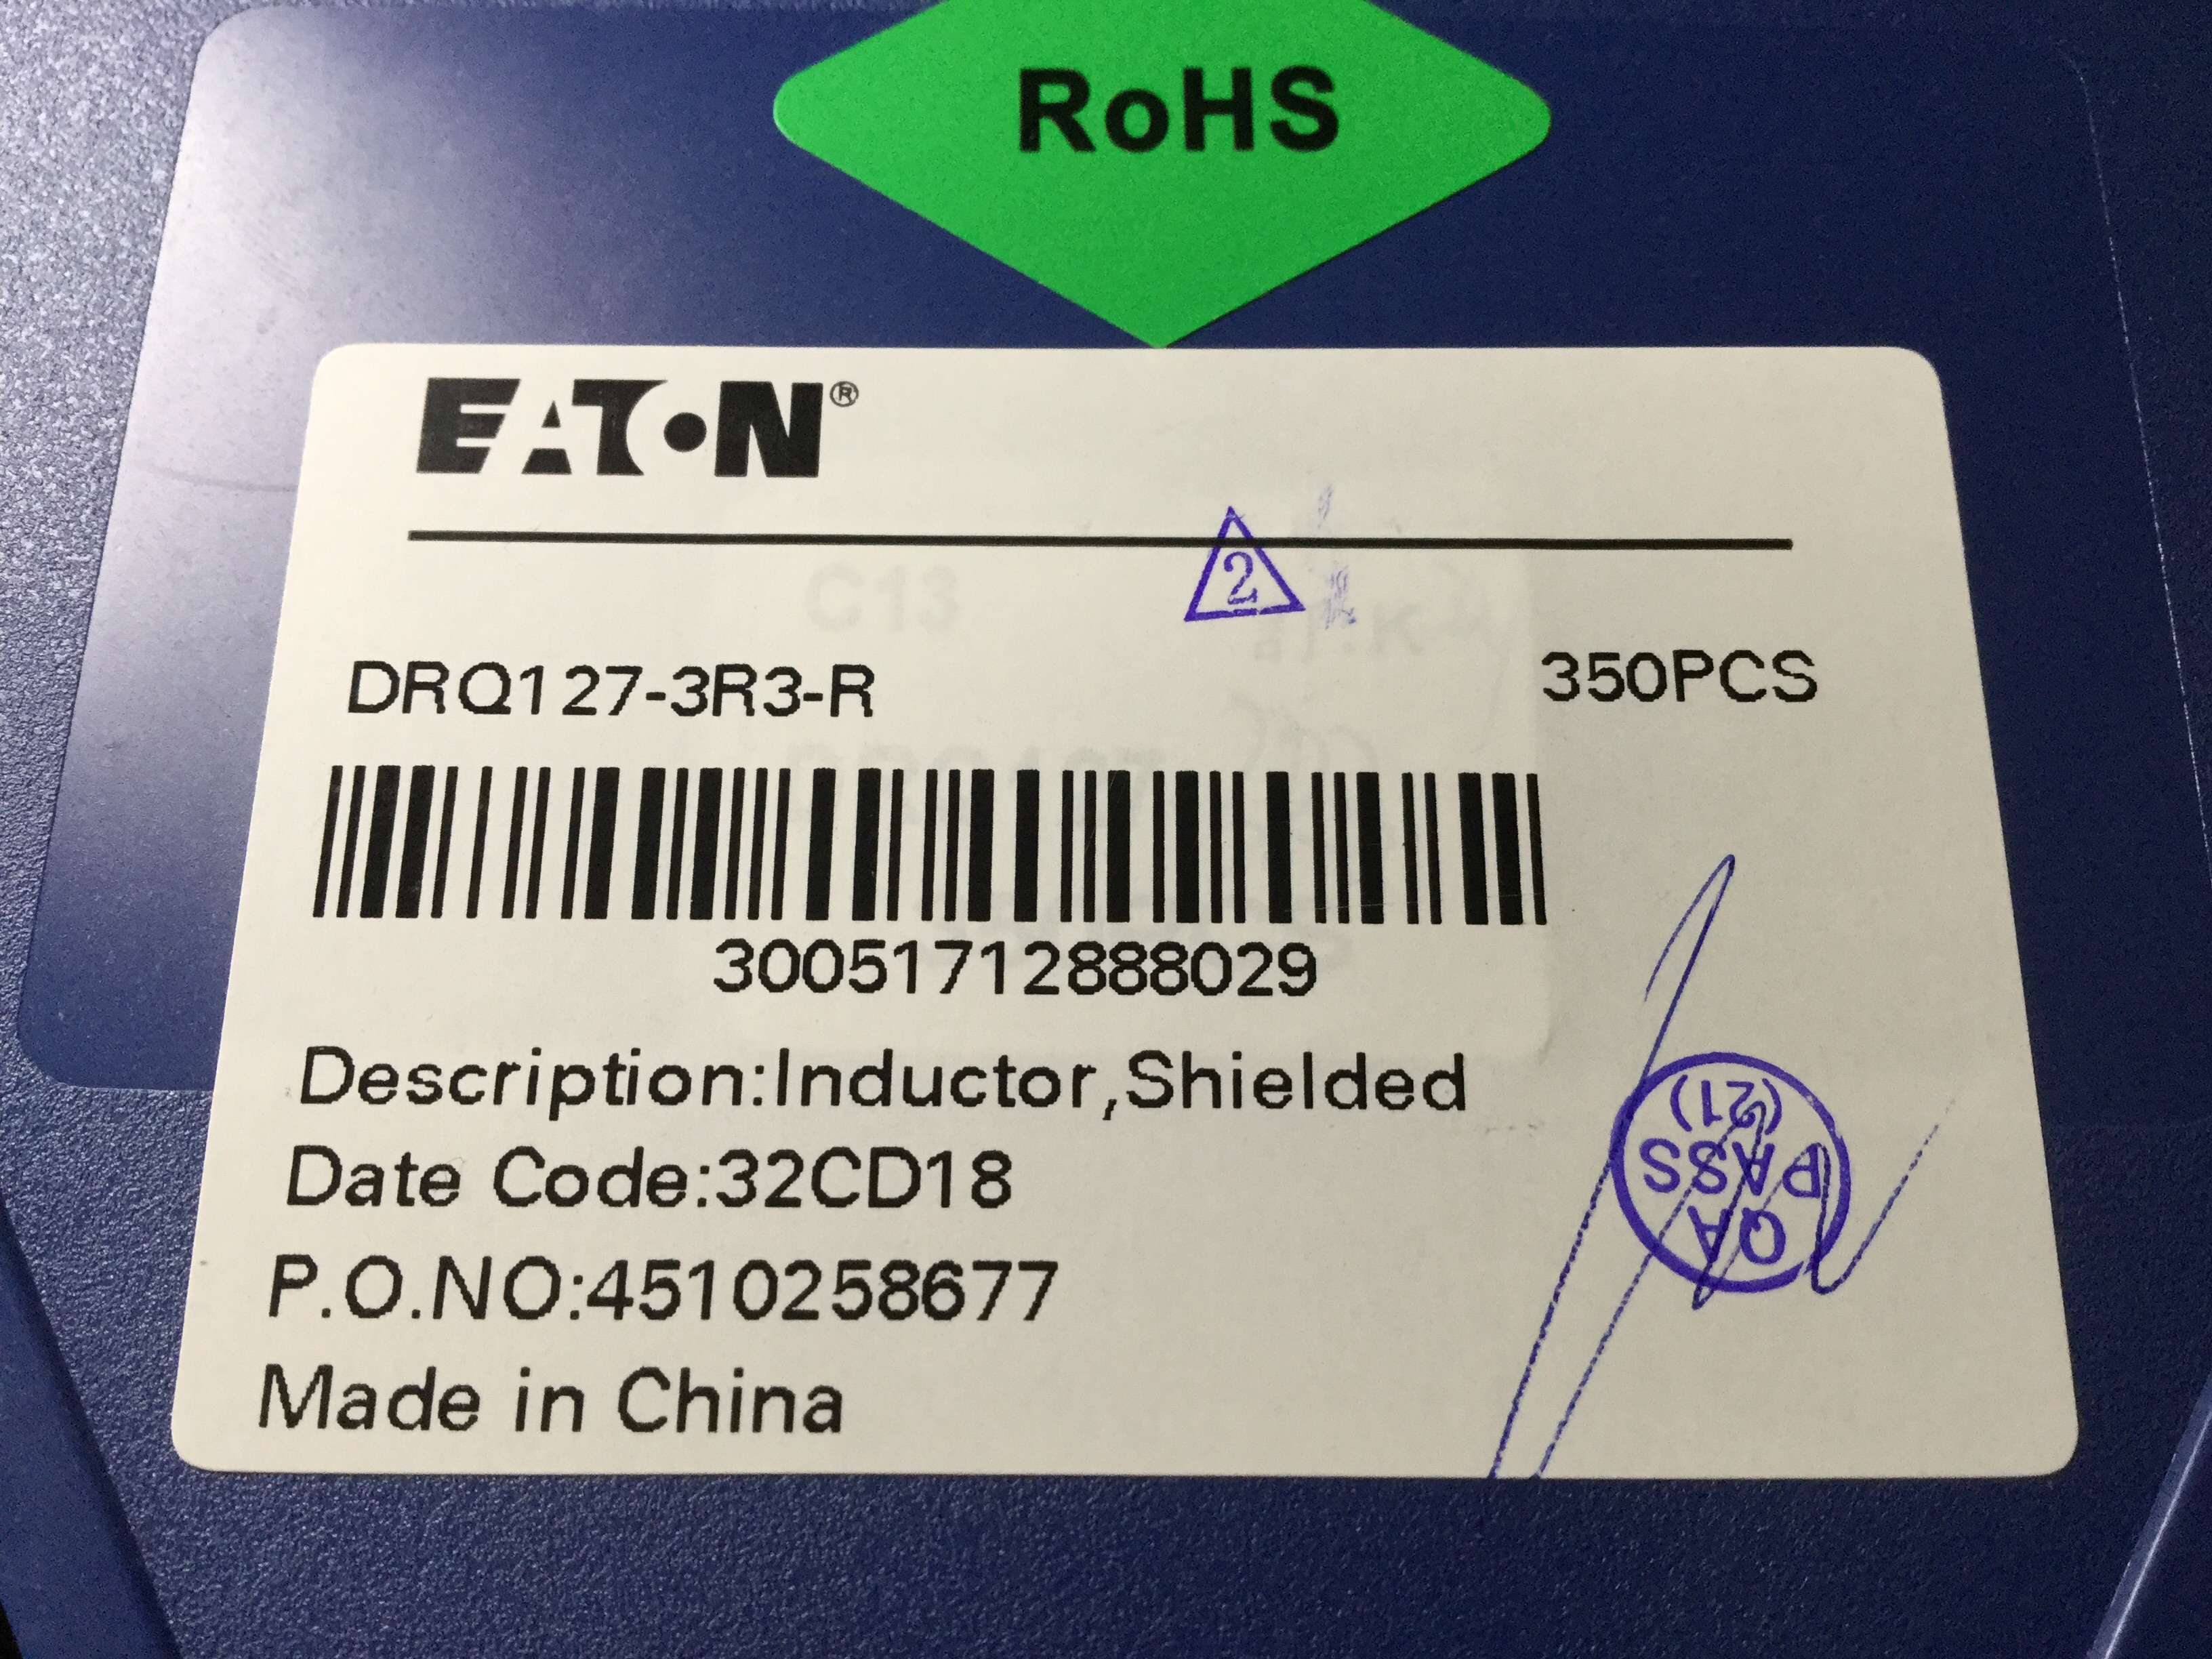 RoHS
EATON®
2
DRQ127-3R3-R
350PCS
30051712888029
Description:Inductor,Shielded
Date Code:32CD18
P.O.NO:4510258677
Made in China
QA
PASS
(21)
C13